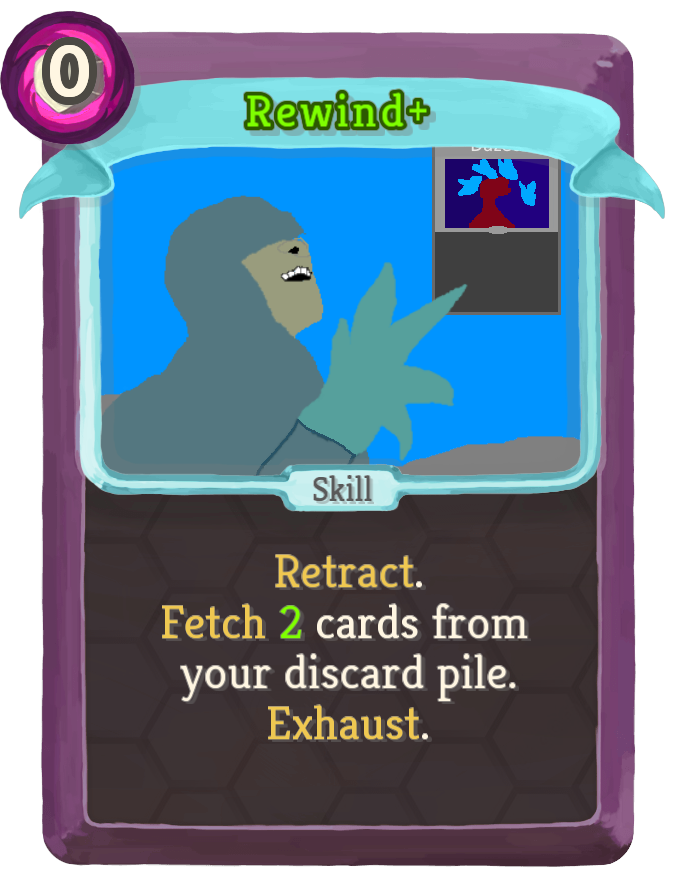 0
Rewind+
Skill
Retract.
Fetch 2 cards from
your discard pile.
Exhaust.